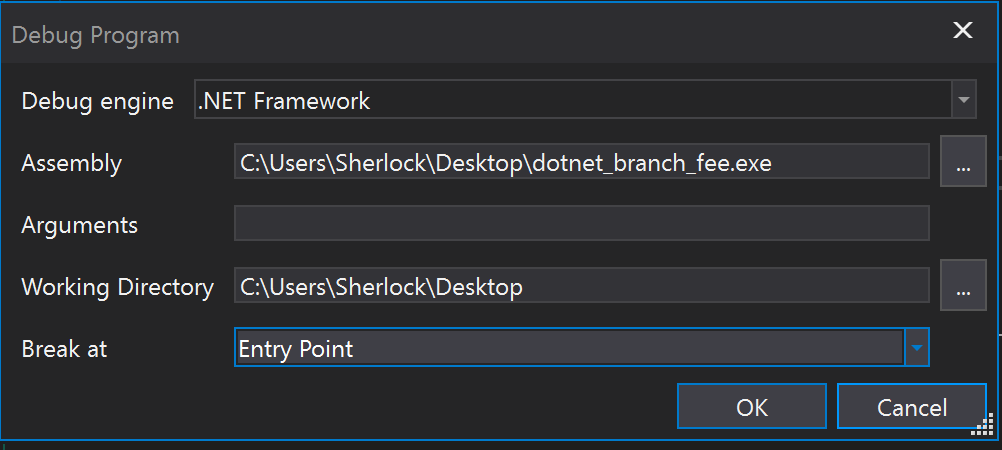 Debug Program
Debug engine .NET Framework
Assembly C:\Users\Sherlock\Desktop\dotnet_branch_fee.exe ...
Arguments
Working Directory C:\Users\Sherlock\Desktop ...
Break at Entry Point
OK Cancel